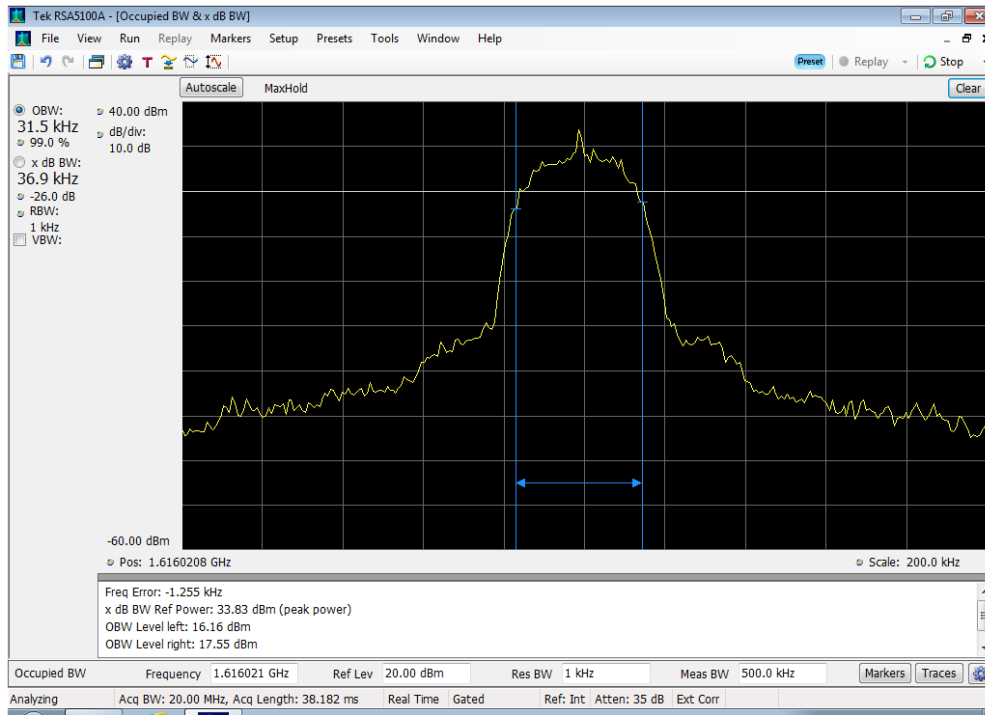 Tek RSA5100A - [Occupied BW & x dB BW]
File View Run Replay Markers Setup Presets Tools Window Help
T Preset Replay Stop
Autoscale MaxHold Clear
OBW:
31.5 kHz
99.0 %
x dB BW:
36.9 kHz
-26.0 dB
RBW:
1 kHz
VBW:
40.00 dBm
dB/div:
10.0 dB
-60.00 dBm
Pos: 1.6160208 GHz Scale: 200.0 kHz
Freq Error: -1.255 kHz
x dB BW Ref Power: 33.83 dBm (peak power)
OBW Level left: 16.16 dBm
OBW Level right: 17.55 dBm
Occupied BW Frequency 1.616021 GHz Ref Lev 20.00 dBm Res BW 1 kHz Meas BW 500.0 kHz Markers Traces
Analyzing Acq BW: 20.00 MHz, Acq Length: 38.182 ms Real Time Gated Ref: Int Atten: 35 dB Ext Corr